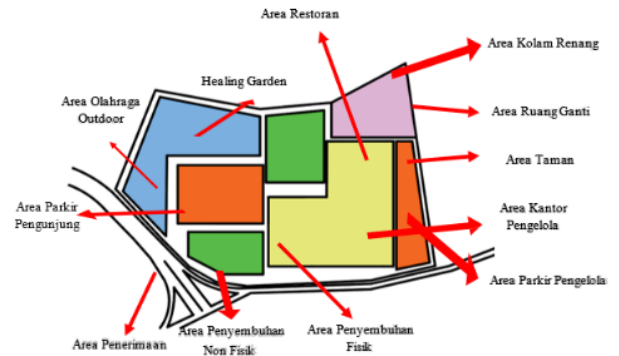 Area Restoran
Area Kolam Renang
Healing Garden
Area Olahraga
Outdoor
Area Ruang Ganti
Area Taman
Area Parkir
Pengunjung
Area Kantor
Pengelola
Area Parkir Pengelola
Area Penerimaan
Area Penyembuhan
Non Fisik
Area Penyembuhan
Fisik